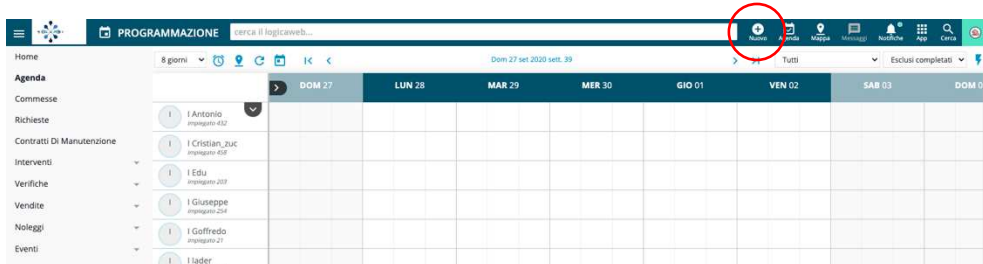 PROGRAMMAZIONE
cerca il logicaweb...
Nuovo
Agenda
Mappa
Messaggi
Notifiche
App
Cerca
Home
Agenda
Commesse
Richieste
Contratti Di Manutenzione
Interventi
Verifiche
Vendite
Noleggi
Eventi
8 giorni
Dom 27 set 2020 sett. 39
Tutti
Esclusi completati
DOM 27
LUN 28
MAR 29
MER 30
GIO 01
VEN 02
SAB 03
DOM 0
I
I Antonio
Impiegato 432
I
I Cristian_zuc
Impiegato 458
I
I Edu
Impiegato 203
I
I Giuseppe
Impiegato 254
I
I Goffredo
Impiegato 21
I
I Iader